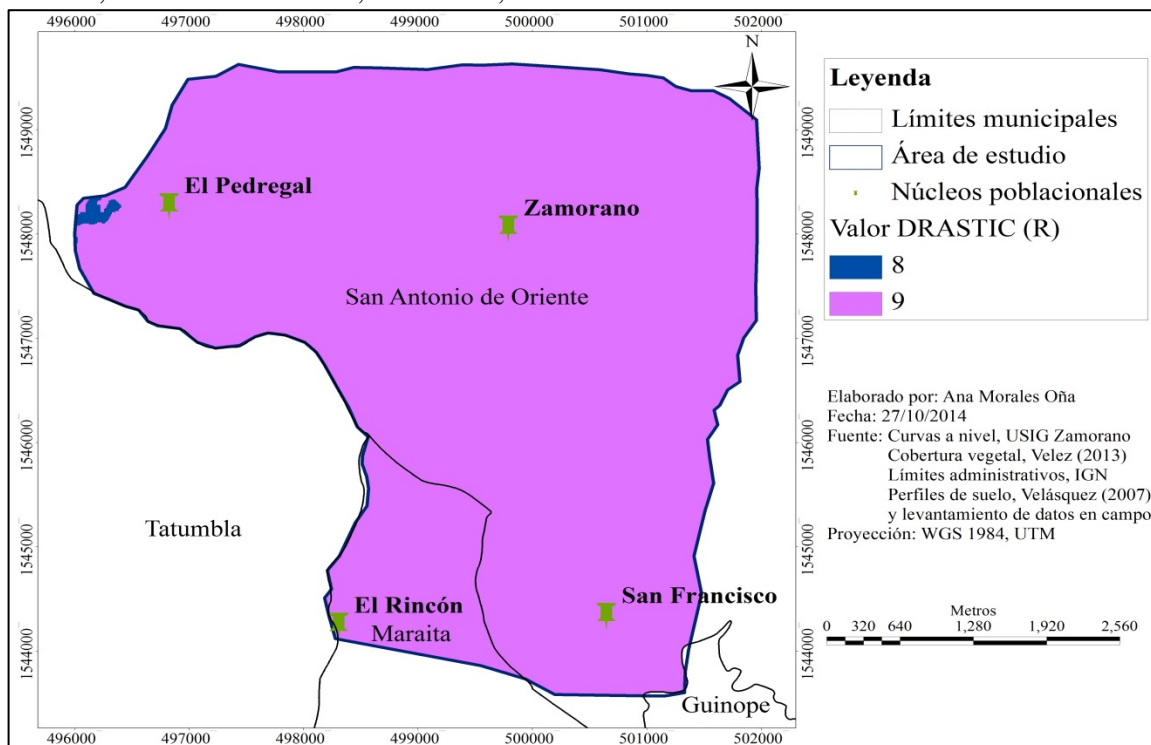 496000 497000 498000 499000 500000 501000 502000
N
Leyenda
Límites municipales
Área de estudio
Núcleos poblacionales
Valor DRASTIC (R)
8
9
1549000
1548000
1547000
1546000
1545000
1544000
El Pedregal
Zamorano
San Antonio de Oriente
Tatumbla
El Rincón
Maraita
San Francisco
Guinope
1549000
1548000
1547000
1546000
1545000
1544000
Elaborado por: Ana Morales Oña
Fecha: 27/10/2014
Fuente: Curvas a nivel, USIG Zamorano
Cobertura vegetal, Velez (2013)
Límites administrativos, IGN
Perfiles de suelo, Velásquez (2007)
y levantamiento de datos en campo
Proyección: WGS 1984, UTM
Metros
0 320 640 1,280 1,920 2,560
496000 497000 498000 499000 500000 501000 502000